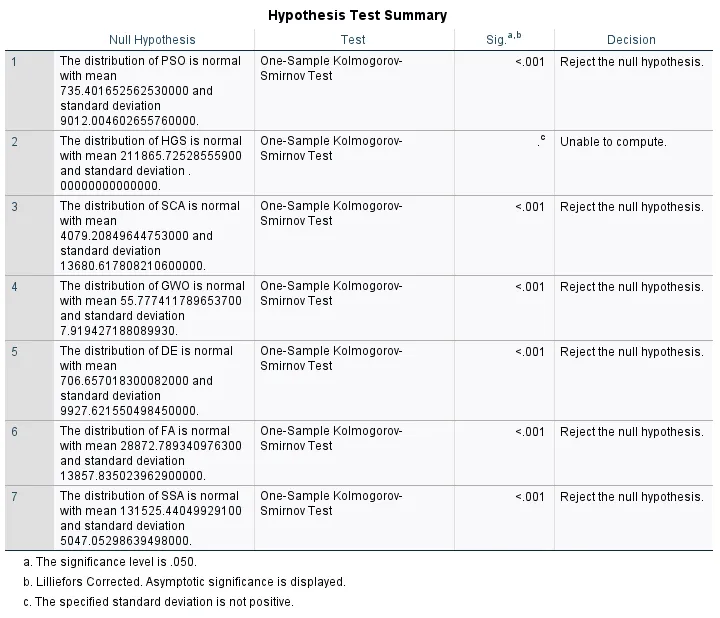 Hypothesis Test Summary
Null Hypothesis Test Sig.a,b Decision
1 The distribution of PSO is normal One-Sample Kolmogorov- <.001 Reject the null hypothesis.
with mean Smirnov Test
735.401652562530000 and
standard deviation
9012.004602655760000.
2 The distribution of HGS is normal One-Sample Kolmogorov- .c Unable to compute.
with mean 211865.72528555900 Smirnov Test
and standard deviation .
00000000000000.
3 The distribution of SCA is normal One-Sample Kolmogorov- <.001 Reject the null hypothesis.
with mean Smirnov Test
4079.20849644753000 and
standard deviation
13680.617808210600000.
4 The distribution of GWO is normal One-Sample Kolmogorov- <.001 Reject the null hypothesis.
with mean 55.777411789653700 Smirnov Test
and standard deviation
7.919427188089930.
5 The distribution of DE is normal One-Sample Kolmogorov- <.001 Reject the null hypothesis.
with mean Smirnov Test
706.657018300082000 and
standard deviation
9927.621550498450000.
6 The distribution of FA is normal One-Sample Kolmogorov- <.001 Reject the null hypothesis.
with mean 28872.789340976300 Smirnov Test
and standard deviation
13857.835023962900000.
7 The distribution of SSA is normal One-Sample Kolmogorov- <.001 Reject the null hypothesis.
with mean 131525.44049929100 Smirnov Test
and standard deviation
5047.05298639498000.
a. The significance level is .050.
b. Lilliefors Corrected. Asymptotic significance is displayed.
c. The specified standard deviation is not positive.